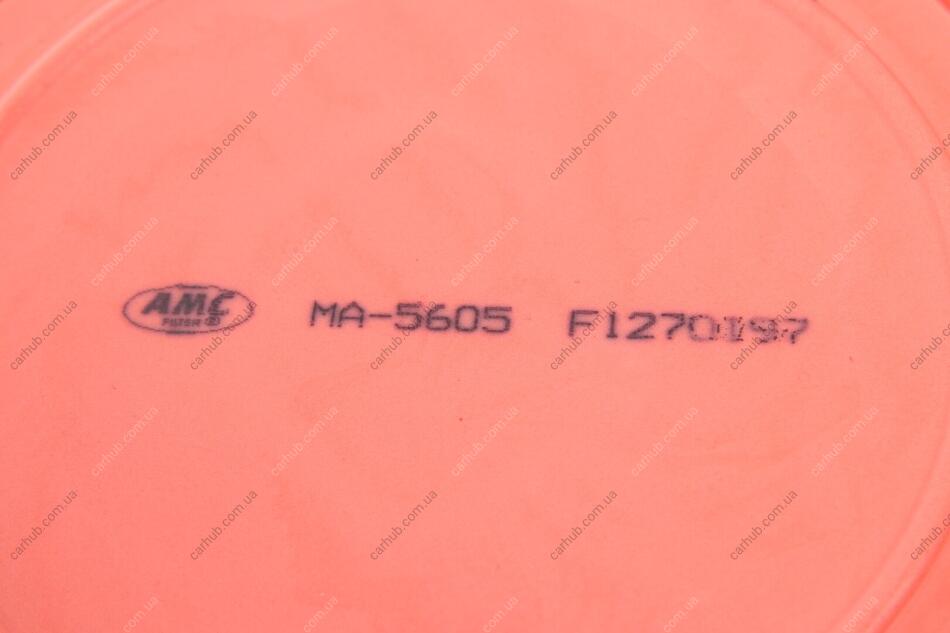 AMC MA-5605 F1270197
FILTER ®
carhub.com.ua